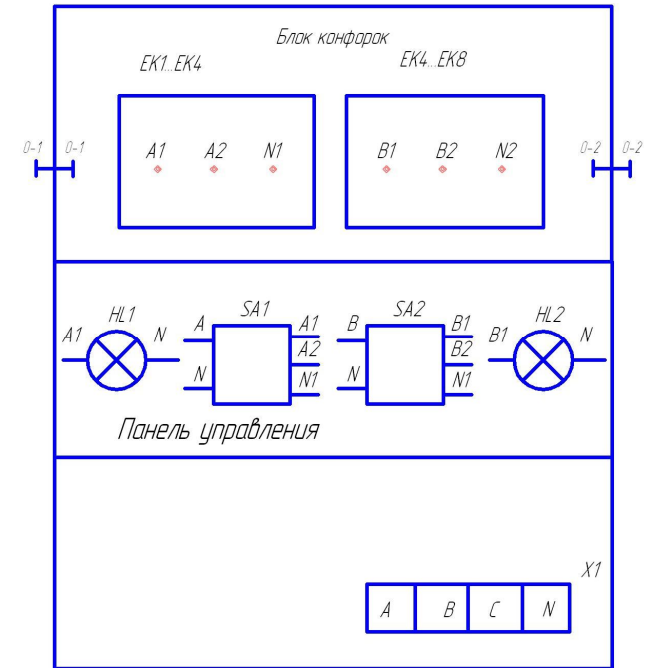 Блок конфорок
EK1...EK4 EK4...EK8
0-1 0-1 A1 A2 N1 B1 B2 N2 0-2 0-2
HL1 SA1 SA2 HL2
A1 N A A1 B B1 B1 N
A2 B2
N N1 N N1
Панель управления
X1
A B C N